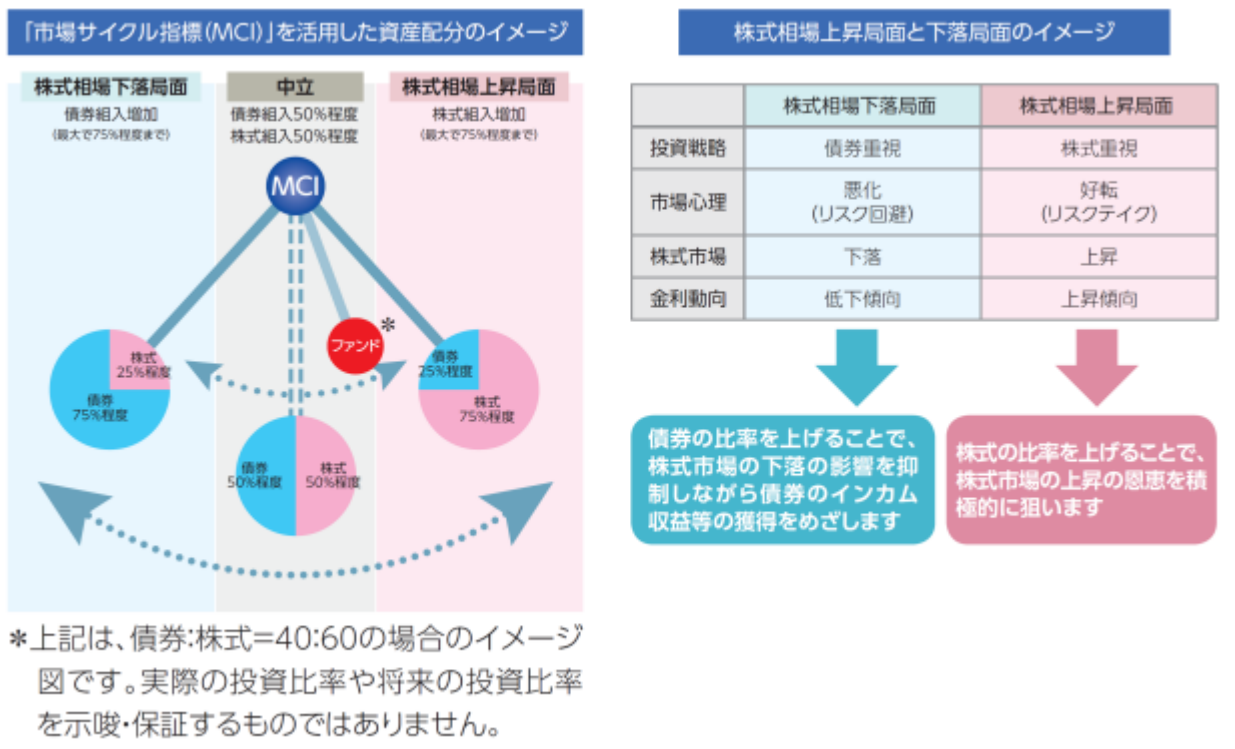 「市場サイクル指標(MCI)」を活用した資産配分のイメージ
株式相場下落局面
債券組入増加
(最大で75%程度まで)
中立
債券組入50%程度
株式組入50%程度
株式相場上昇局面
株式組入増加
(最大で75%程度まで)
MCI
ファンド
*
株式
25%程度
債券
75%程度
債券
25%程度
株式
75%程度
債券
50%程度
株式
50%程度
*上記は、債券:株式=40:60の場合のイメージ
図です。実際の投資比率や将来の投資比率
を示唆・保証するものではありません。
株式相場上昇局面と下落局面のイメージ
株式相場下落局面
株式相場上昇局面
投資戦略
債券重視
株式重視
市場心理
悪化
(リスク回避)
好転
(リスクテイク)
株式市場
下落
上昇
金利動向
低下傾向
上昇傾向
債券の比率を上げることで、
株式市場の下落の影響を抑
制しながら債券のインカム
収益等の獲得をめざします
株式の比率を上げることで、
株式市場の上昇の恩恵を積
極的に狙います